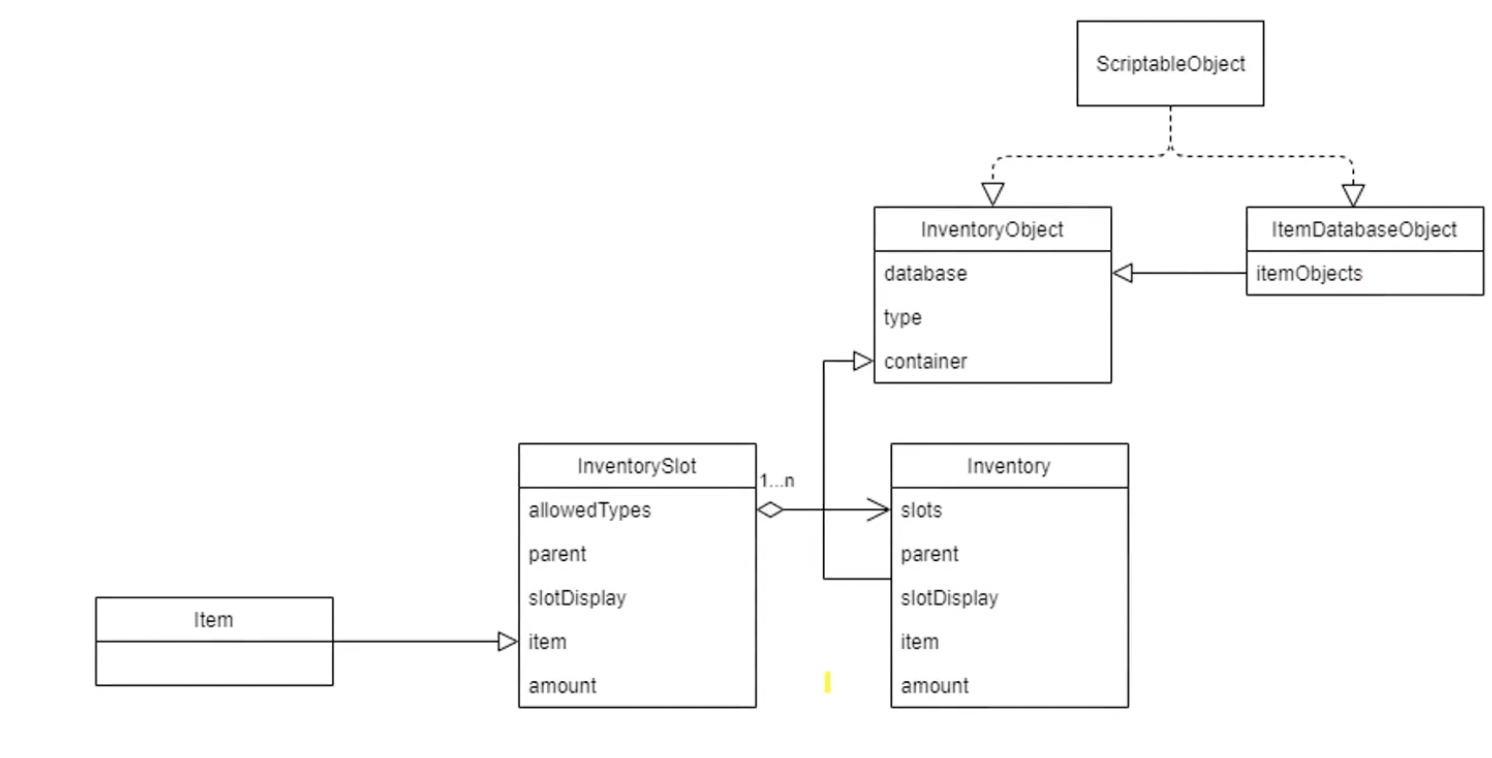 ScriptableObject
InventoryObject
database
type
container
ItemDatabaseObject
itemObjects
InventorySlot
allowedTypes
parent
slotDisplay
item
amount
1...n
Inventory
slots
parent
slotDisplay
item
amount
Item